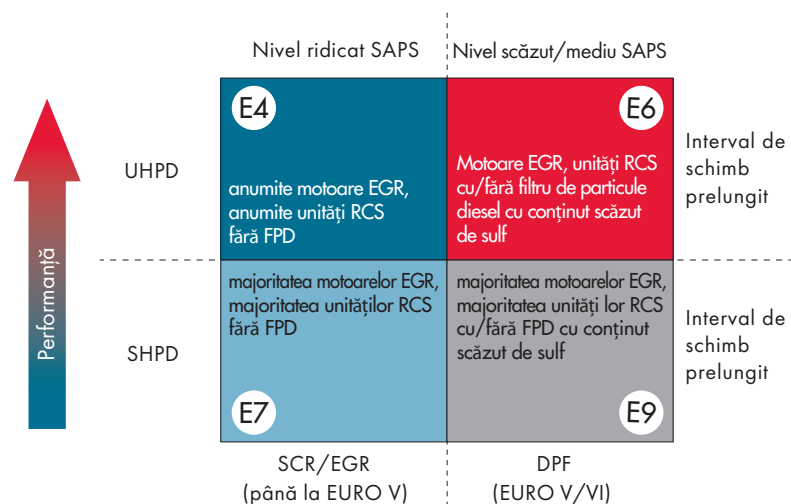 Nivel ridicat SAPS
Nivel scăzut/mediu SAPS
E4
E6
UHPD
anumite motoare EGR,
anumite unități RCS
fără FPD
Motoare EGR, unități RCS
cu/fără filtru de particule
diesel cu conținut scăzut
de sulf
Interval de
schimb
prelungit
Performanță
SHPD
majoritatea motoarelor EGR,
majoritatea unităților RCS
fără FPD
majoritatea motoarelor EGR,
majoritatea unități lor RCS
cu/fără FPD cu conținut
scăzut de sulf
Interval de
schimb
prelungit
E7
E9
SCR/EGR
(până la EURO V)
DPF
(EURO V/VI)